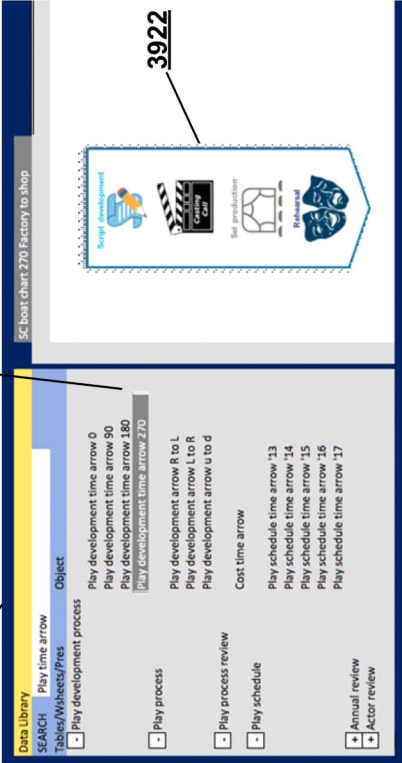 3922
Data Library
SEARCH Play time arrow
Tables/Wsheets/Pres Object
- Play development process
Play development time arrow 0
Play development time arrow 90
Play development time arrow 180
Play development time arrow 270
- Play process
Play development arrow R to L
Play development arrow L to R
Play development arrow u to d
- Play process review
Cost time arrow
- Play schedule
Play schedule time arrow '13
Play schedule time arrow '14
Play schedule time arrow '15
Play schedule time arrow '16
Play schedule time arrow '17
+ Annual review
+ Actor review
SC boat chart 270 Factory to shop
Script development
Casting
Call
Set production
Rehearsal